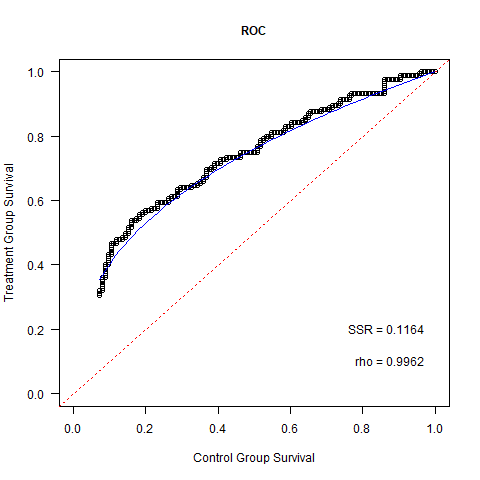 ROC
1.0
0.8
0.6
0.4
0.2
0.0
Treatment Group Survival
SSR = 0.1164
rho = 0.9962
0.0 0.2 0.4 0.6 0.8 1.0
Control Group Survival